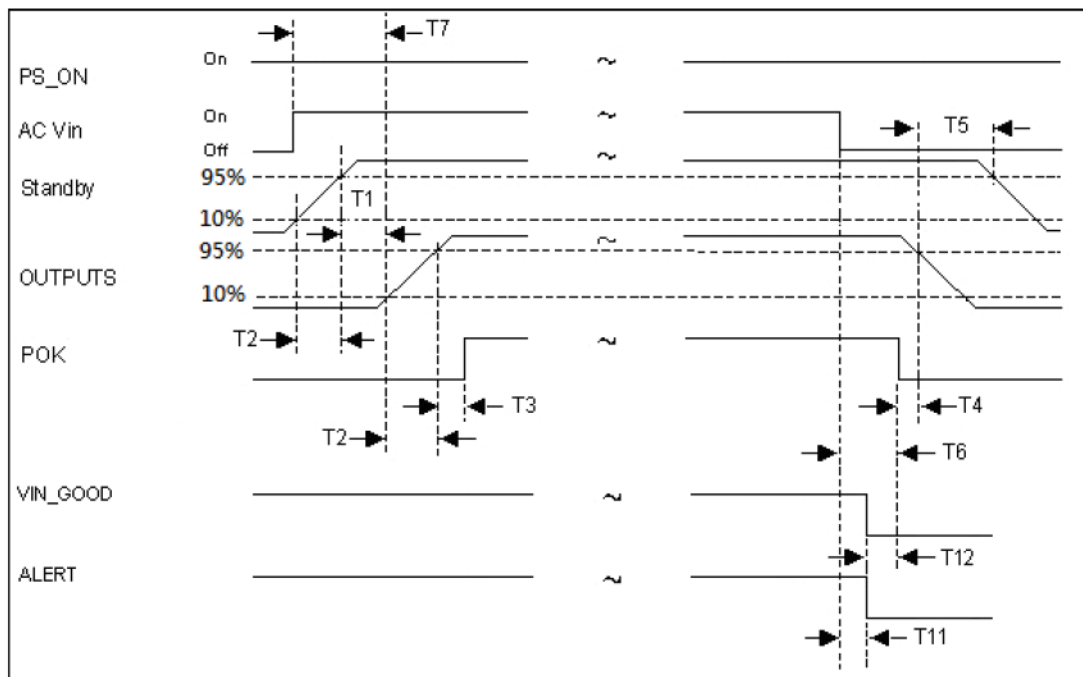 T7
On
PS_ON
On
AC Vin
Off
T5
95%
Standby
T1
10%
95%
OUTPUTS
10%
T2
POK
T3
T4
T2
T6
VIN_GOOD
T12
ALERT
T11